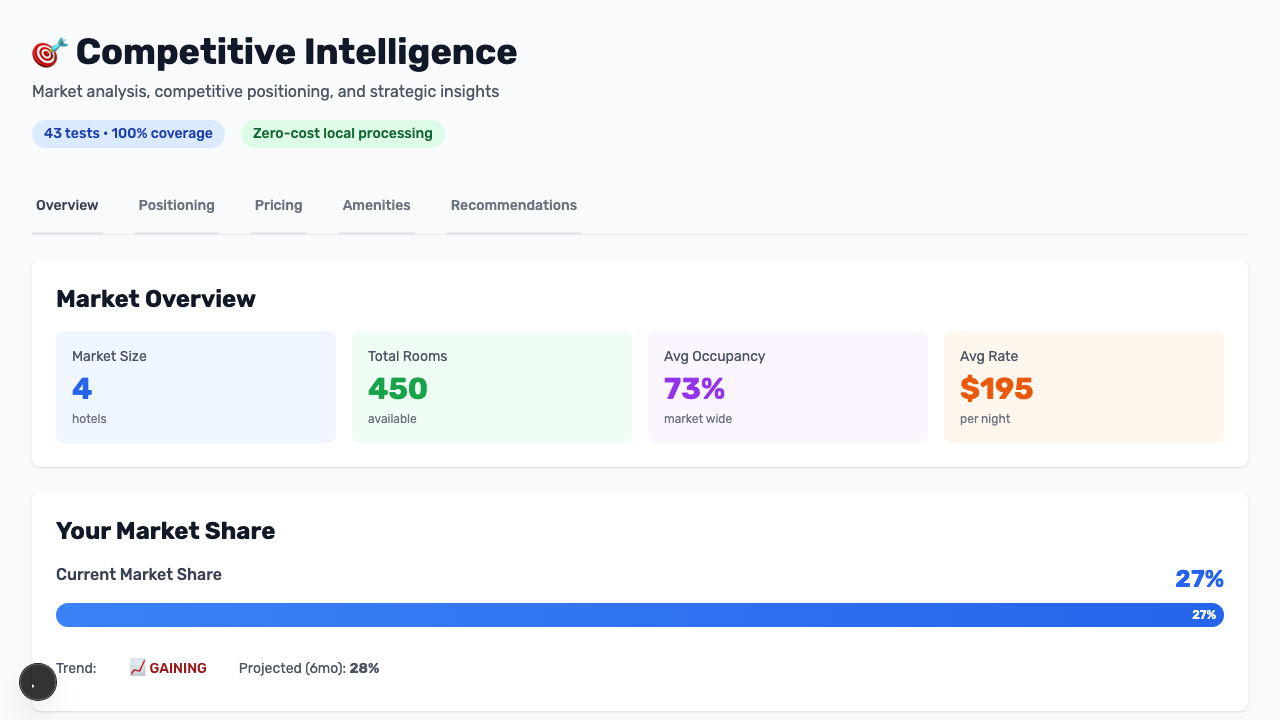 🎯 Competitive Intelligence
Market analysis, competitive positioning, and strategic insights
43 tests • 100% coverage
Zero-cost local processing
Overview
Positioning
Pricing
Amenities
Recommendations
Market Overview
Market Size
4
hotels
Total Rooms
450
available
Avg Occupancy
73%
market wide
Avg Rate
$195
per night
Your Market Share
Current Market Share
27%
27%
Trend:
📈 GAINING
Projected (6mo): 28%